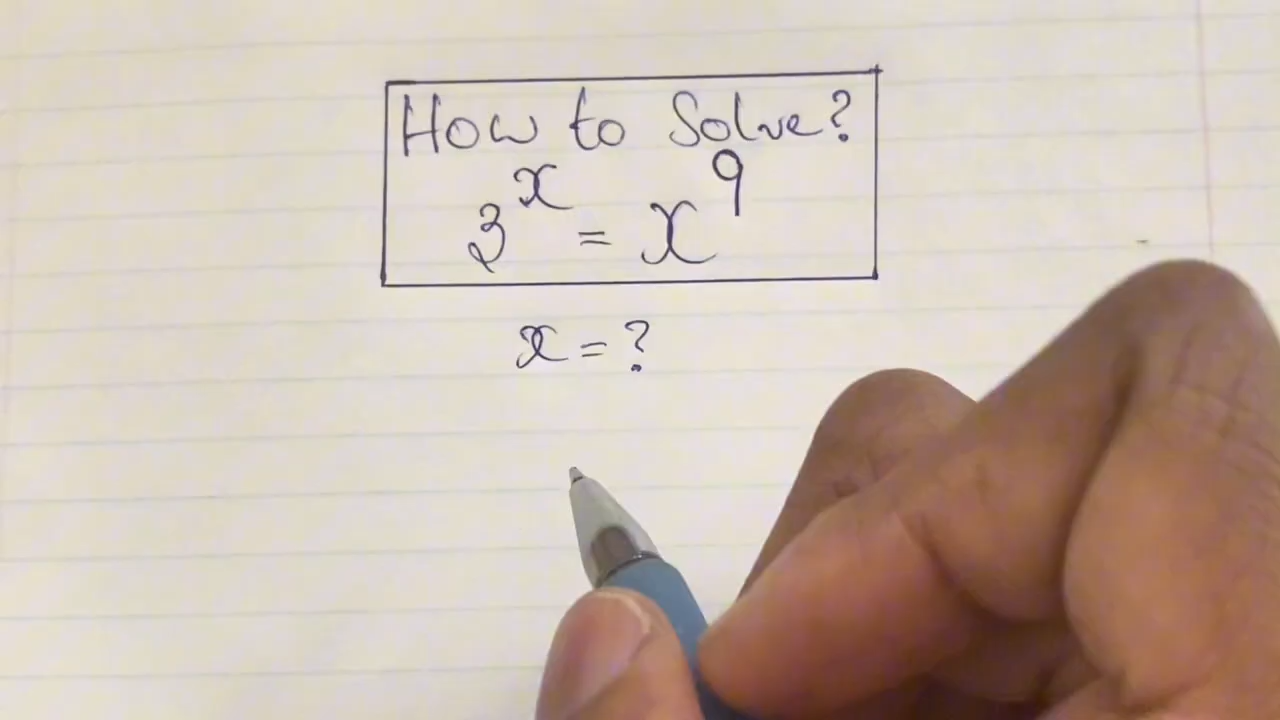 How to Solve?
3^x = x^9
x = ?